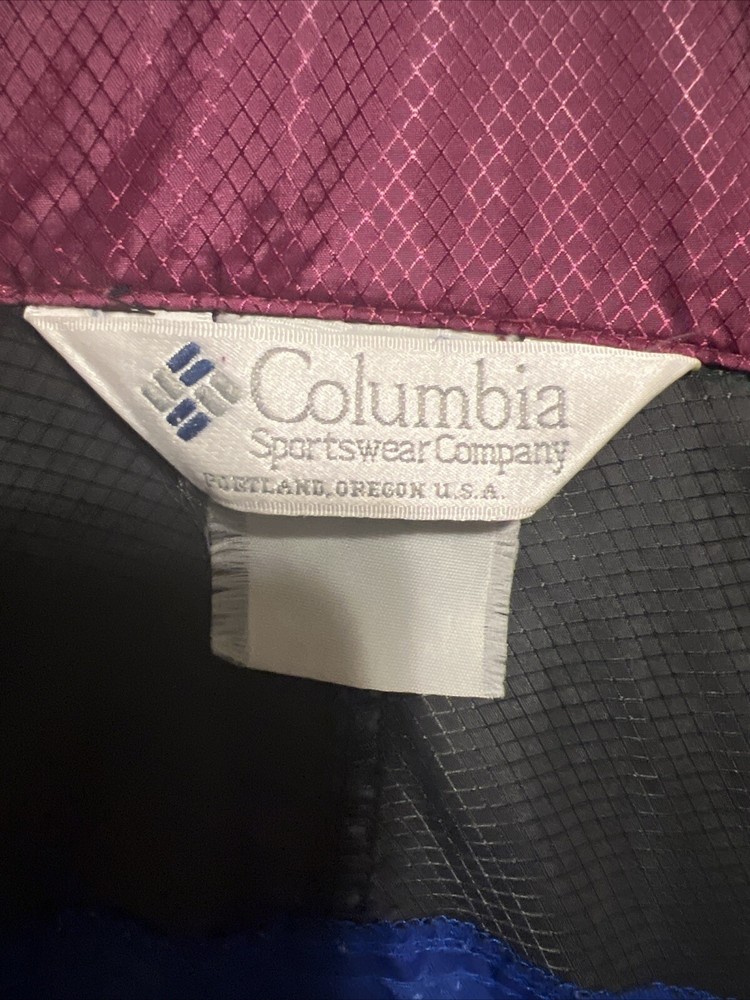 Columbia
Sportswear Company
PORTLAND, OREGON U.S.A.